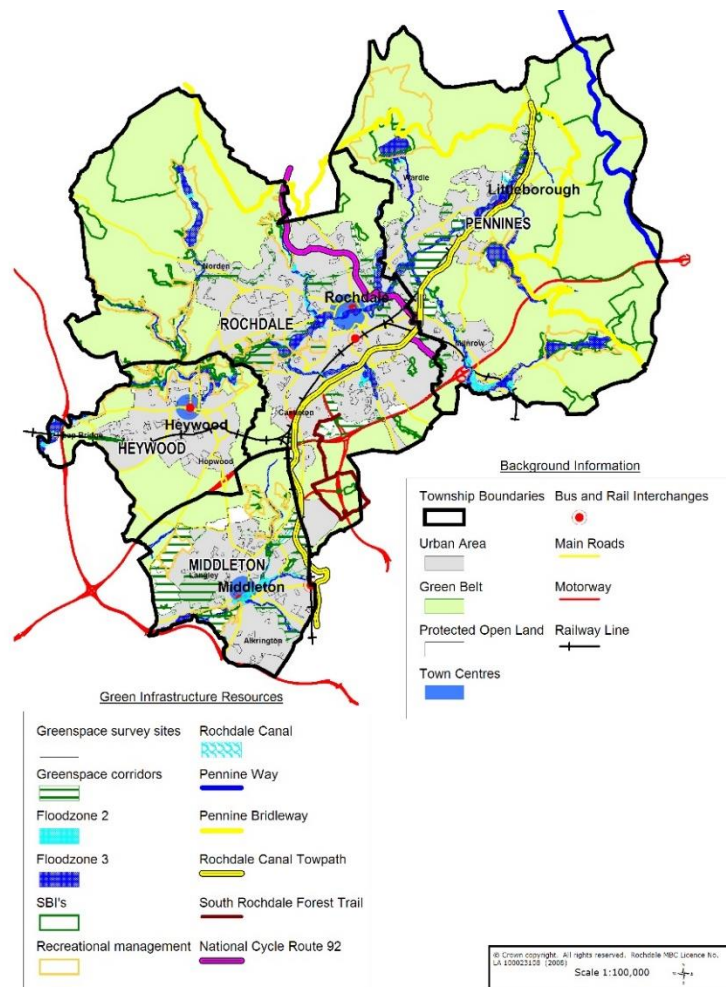 Wardle
Littleborough
PENNINES
Norden
Rochdale
ROCHDALE
Milnrow
Heywood
Castleton
HEYWOOD
Hopwood
MIDDLETON
Langley
Middleton
Alkrington
Background Information
Township Boundaries Bus and Rail Interchanges
Urban Area Main Roads
Green Belt Motorway
Protected Open Land Railway Line
Town Centres
Green Infrastructure Resources
Greenspace survey sites Rochdale Canal
Greenspace corridors Pennine Way
Floodzone 2 Pennine Bridleway
Floodzone 3 Rochdale Canal Towpath
SBI's South Rochdale Forest Trail
Recreational management National Cycle Route 92
© Crown copyright. All rights reserved. Rochdale MBC Licence No.
LA 100023108 (2008)
Scale 1:100,000